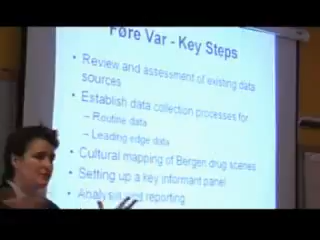 Føre Var - Key Steps
• Review and assessment of existing data
sources
• Establish data collection processes for
– Routine data
– Leading edge data
• Cultural mapping of Bergen drug scenes
• Setting up a key informant panel
• Analysis and reporting